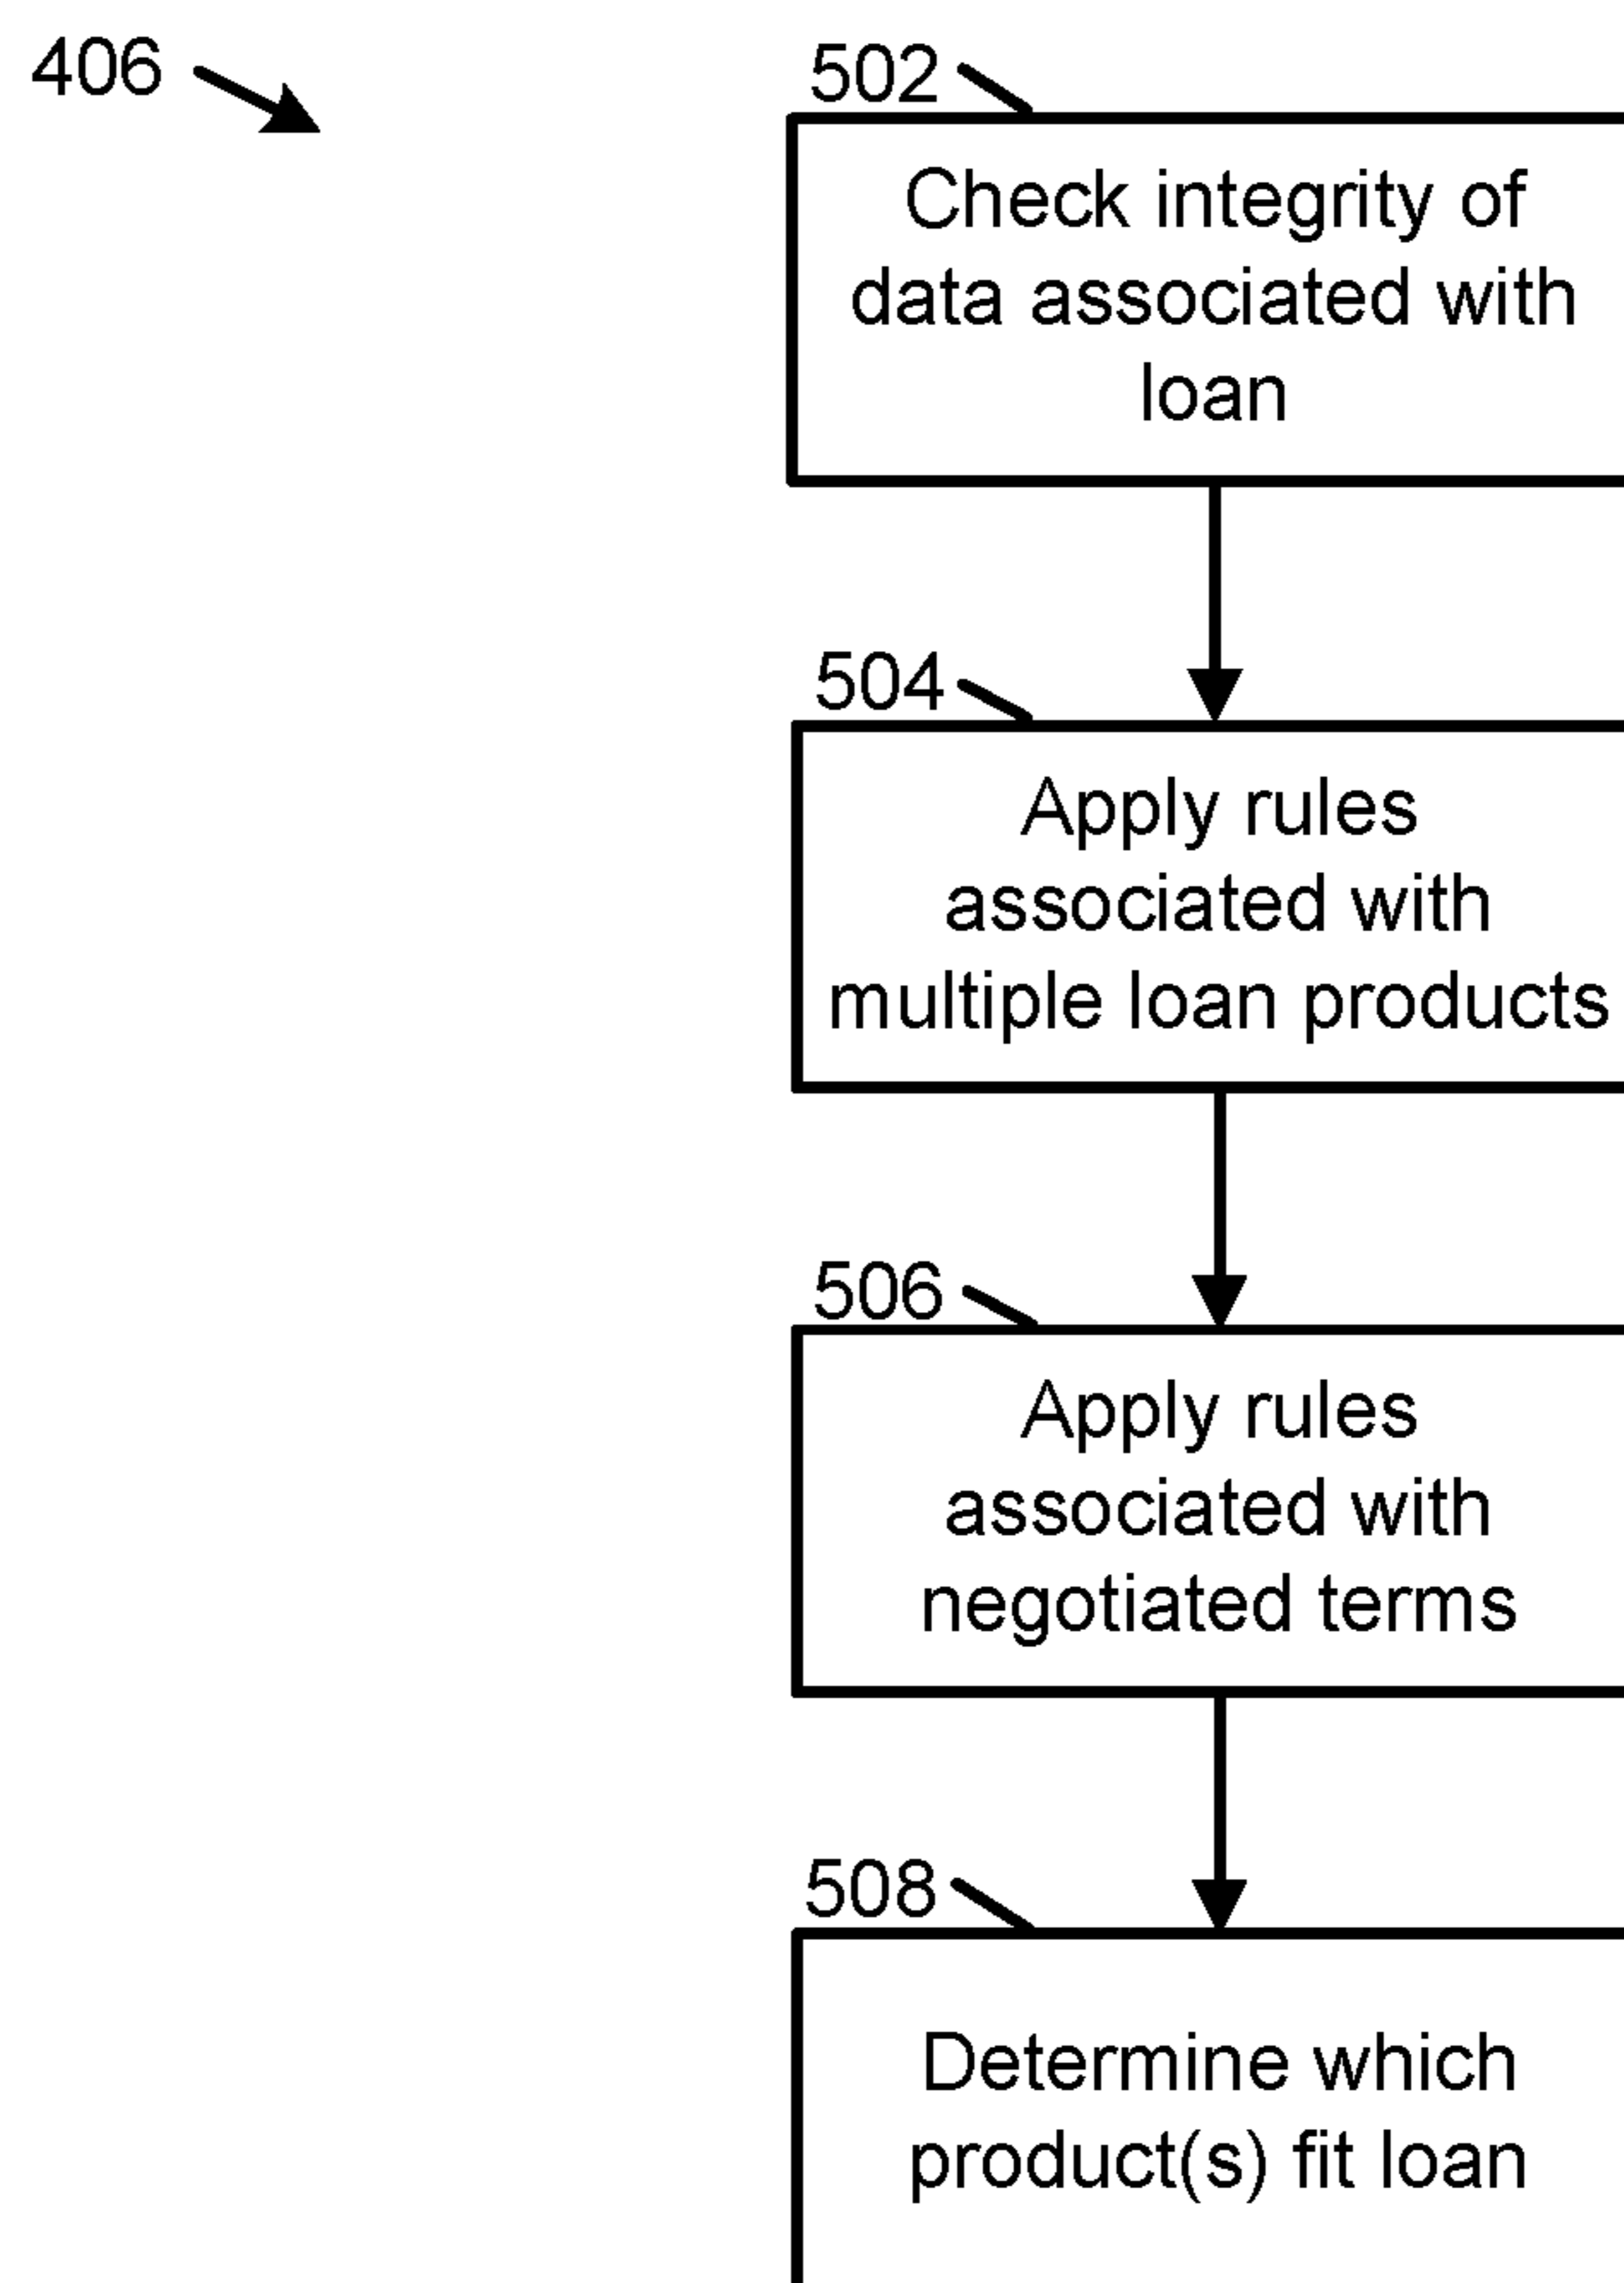 406
502
Check integrity of
data associated with
loan
504
Apply rules
associated with
multiple loan products
506
Apply rules
associated with
negotiated terms
508
Determine which
product(s) fit loan